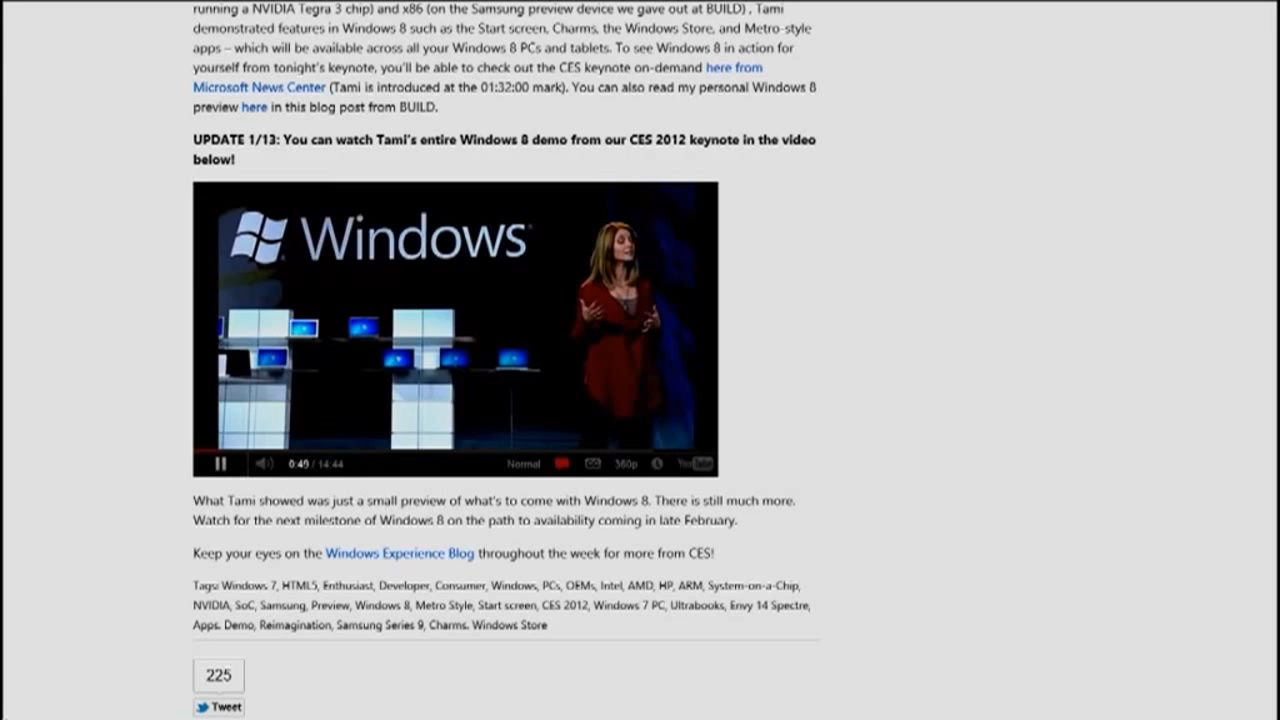 running a NVIDIA Tegra 3 chip) and x86 (on the Samsung preview device we gave out at BUILD) . Tami
demonstrated features in Windows 8 such as the Start screen, Charms, the Windows Store, and Metro-style
apps – which will be available across all your Windows 8 PCs and tablets. To see Windows 8 in action for
yourself from tonight's keynote, you'll be able to check out the CES keynote on-demand here from
Microsoft News Center (Tami is introduced at the 01:32:00 mark). You can also read my personal Windows 8
preview here in this blog post from BUILD.
UPDATE 1/13: You can watch Tami's entire Windows 8 demo from our CES 2012 keynote in the video
below!
Windows
0:49 / 14:44 Normal CC 360p YouTube
What Tami showed was just a small preview of what's to come with Windows 8. There is still much more.
Watch for the next milestone of Windows 8 on the path to availability coming in late February.
Keep your eyes on the Windows Experience Blog throughout the week for more from CES!
Tags: Windows 7, HTML5, Enthusiast, Developer, Consumer, Windows, PCs, OEMs, Intel, AMD, HP, ARM, System-on-a-Chip,
NVIDIA, SoC, Samsung, Preview, Windows 8, Metro Style, Start screen, CES 2012, Windows 7 PC, Ultrabooks, Envy 14 Spectre,
Apps. Demo, Reimagination, Samsung Series 9, Charms. Windows Store
225
Tweet